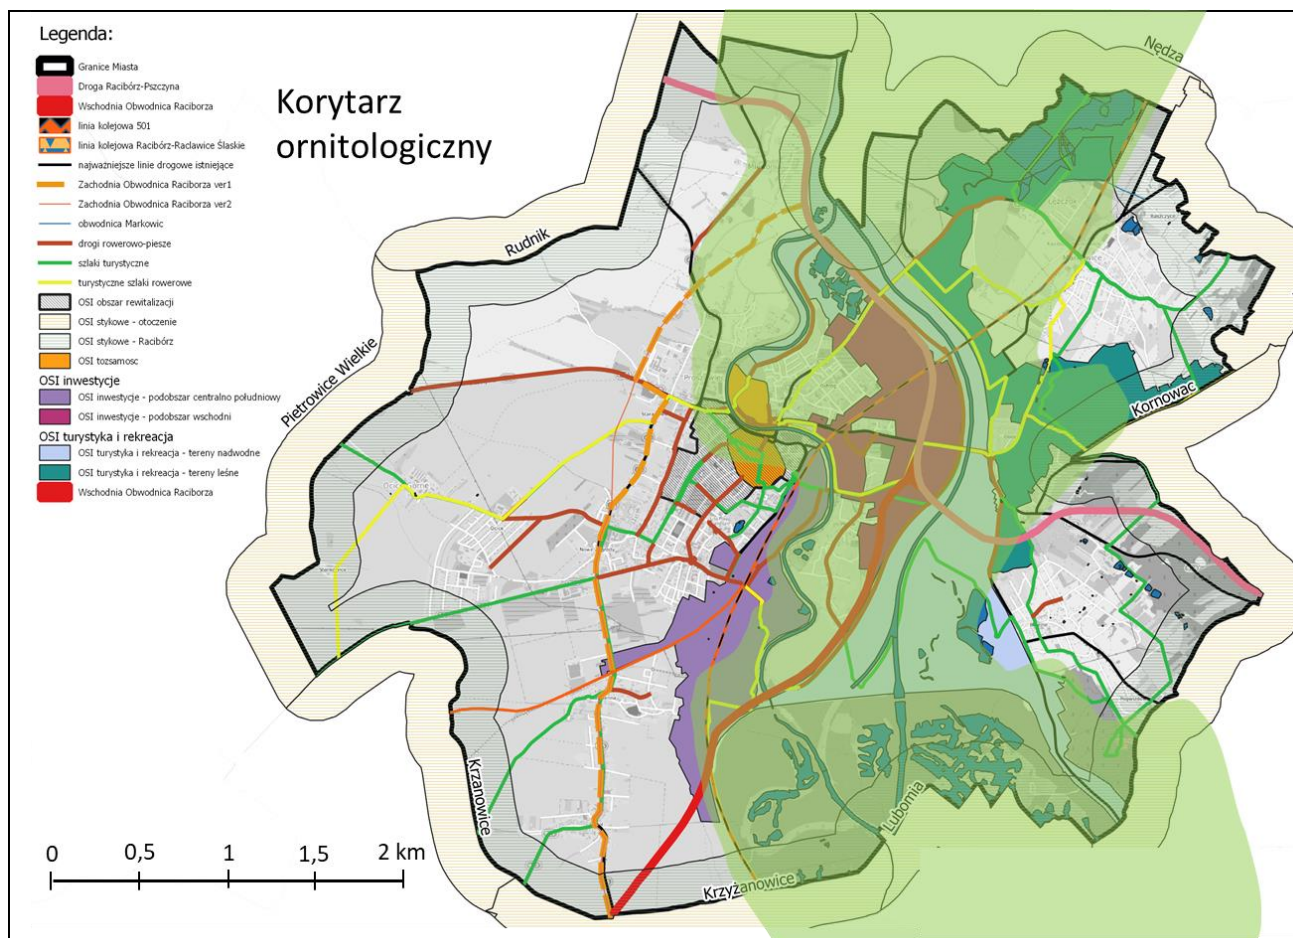 Legenda:
Granice Miasta
Droga Racibórz-Pszczyna
Wschodnia Obwodnica Raciborza
linia kolejowa 501
linia kolejowa Racibórz-Racławice Śląskie
najważniejsze linie drogowe istniejące
Zachodnia Obwodnica Raciborza ver1
Zachodnia Obwodnica Raciborza ver2
obwodnica Markowic
drogi rowerowo-piesze
szlaki turystyczne
turystyczne szlaki rowerowe
OSI obszar rewitalizacji
OSI stykowe - otoczenie
OSI stykowe - Racibórz
OSI tozsamosc
OSI inwestycje
OSI inwestycje - podobszar centralno południowy
OSI inwestycje - podobszar wschodni
OSI turystyka i rekreacja
OSI turystyka i rekreacja - tereny nadwodne
OSI turystyka i rekreacja - tereny leśne
Wschodnia Obwodnica Raciborza
Korytarz
ornitologiczny
Nędza
Rudnik
Pietrowice Wielkie
Kornowac
Krzanowice
Lubomia
Krzyżanowice
0 0,5 1 1,5 2 km